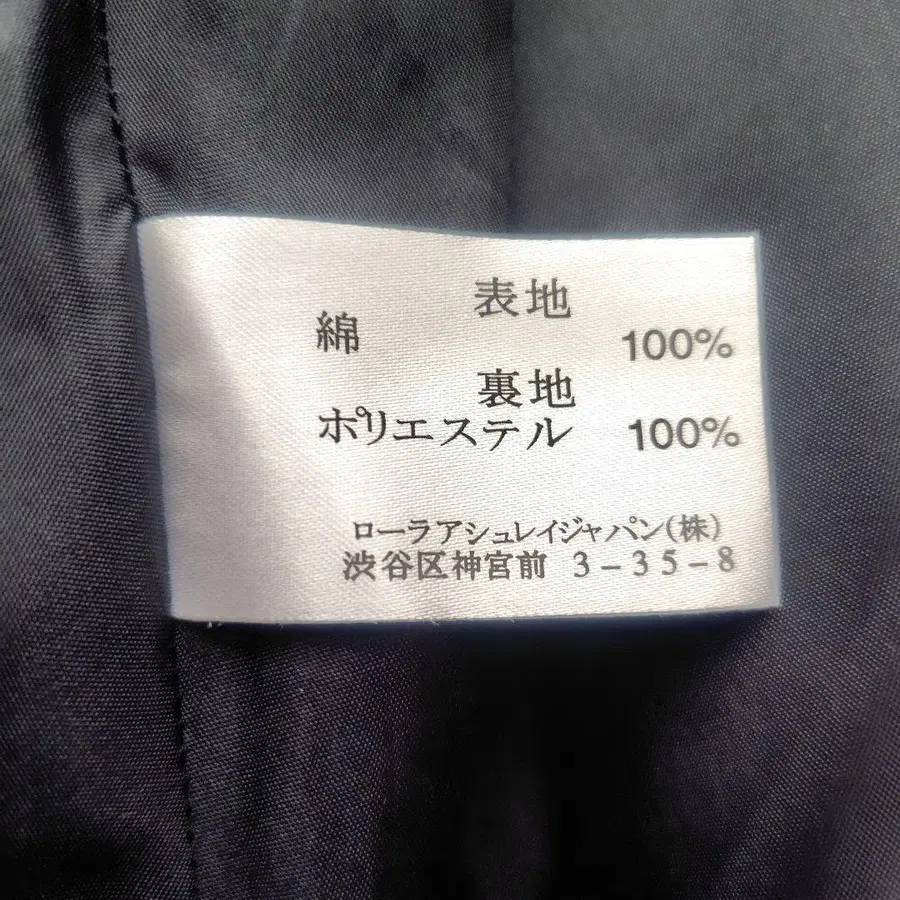 表地
綿 100%
裏地
ポリエステル 100%
ローラアシュレイジャパン(株)
渋谷区神宮前 3-35-8